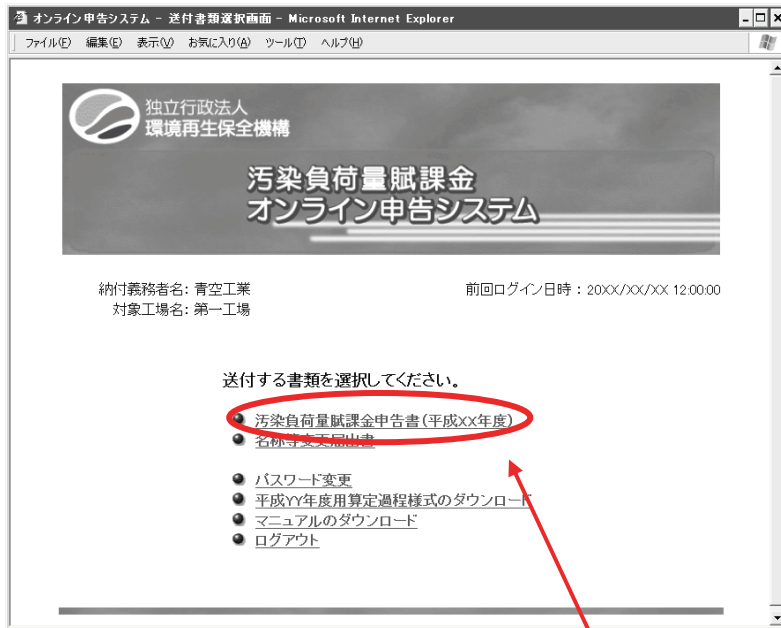 オンライン申告システム - 送付書類選択画面 - Microsoft Internet Explorer
ファイル(F) 編集(E) 表示(V) お気に入り(A) ツール(T) ヘルプ(H)
独立行政法人
環境再生保全機構
汚染負荷量賦課金
オンライン申告システム
納付義務者名: 青空工業 前回ログイン日時 : 20XX/XX/XX 12:00:00
対象工場名: 第一工場
送付する書類を選択してください。
汚染負荷量賦課金申告書(平成XX年度)
名称等変更届出書
パスワード変更
平成YY年度用算定過程様式のダウンロード
マニュアルのダウンロード
ログアウト